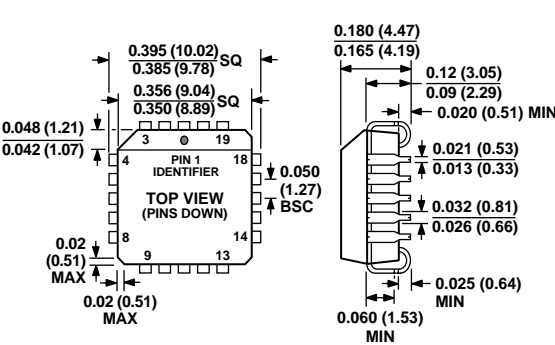 0.180 (4.47)
0.165 (4.19)
0.395 (10.02)
0.385 (9.78)
SQ
0.356 (9.04)
0.350 (8.89)
SQ
0.12 (3.05)
0.09 (2.29)
0.020 (0.51) MIN
0.048 (1.21)
0.042 (1.07)
3
19
4
PIN 1
IDENTIFIER
18
TOP VIEW
(PINS DOWN)
0.050
(1.27)
BSC
0.021 (0.53)
0.013 (0.33)
0.032 (0.81)
0.026 (0.66)
8
14
9
13
0.02
(0.51)
MAX
0.02 (0.51)
MAX
0.025 (0.64)
MIN
0.060 (1.53)
MIN